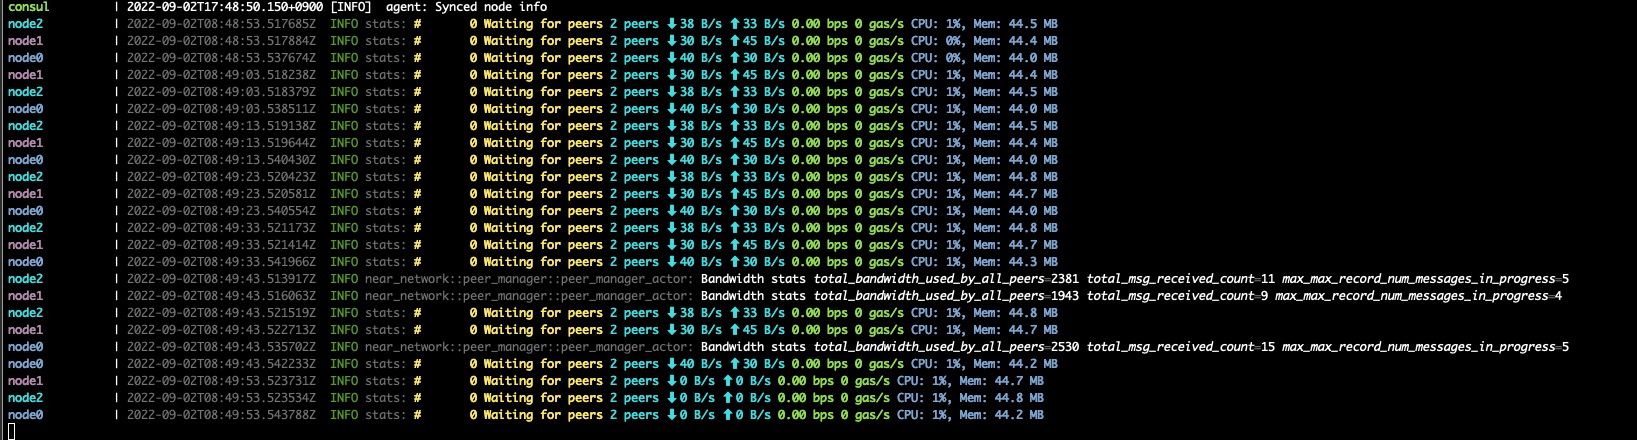 consul | 2022-09-02T17:48:50.150+0900 [INFO] agent: Synced node info
node2 | 2022-09-02T08:48:53.517685Z INFO stats: # 0 Waiting for peers 2 peers ⬇38 B/s ⬆33 B/s 0.00 bps 0 gas/s CPU: 0%, Mem: 44.5 MB
node1 | 2022-09-02T08:48:53.517884Z INFO stats: # 0 Waiting for peers 2 peers ⬇30 B/s ⬆45 B/s 0.00 bps 0 gas/s CPU: 0%, Mem: 44.4 MB
node0 | 2022-09-02T08:48:53.537674Z INFO stats: # 0 Waiting for peers 2 peers ⬇40 B/s ⬆30 B/s 0.00 bps 0 gas/s CPU: 0%, Mem: 44.0 MB
node1 | 2022-09-02T08:49:03.518238Z INFO stats: # 0 Waiting for peers 2 peers ⬇30 B/s ⬆45 B/s 0.00 bps 0 gas/s CPU: 1%, Mem: 44.4 MB
node2 | 2022-09-02T08:49:03.518379Z INFO stats: # 0 Waiting for peers 2 peers ⬇38 B/s ⬆33 B/s 0.00 bps 0 gas/s CPU: 1%, Mem: 44.5 MB
node0 | 2022-09-02T08:49:03.538511Z INFO stats: # 0 Waiting for peers 2 peers ⬇40 B/s ⬆30 B/s 0.00 bps 0 gas/s CPU: 1%, Mem: 44.0 MB
node2 | 2022-09-02T08:49:13.519138Z INFO stats: # 0 Waiting for peers 2 peers ⬇38 B/s ⬆33 B/s 0.00 bps 0 gas/s CPU: 1%, Mem: 44.5 MB
node1 | 2022-09-02T08:49:13.519644Z INFO stats: # 0 Waiting for peers 2 peers ⬇30 B/s ⬆45 B/s 0.00 bps 0 gas/s CPU: 1%, Mem: 44.4 MB
node0 | 2022-09-02T08:49:13.540430Z INFO stats: # 0 Waiting for peers 2 peers ⬇40 B/s ⬆30 B/s 0.00 bps 0 gas/s CPU: 1%, Mem: 44.0 MB
node2 | 2022-09-02T08:49:23.520423Z INFO stats: # 0 Waiting for peers 2 peers ⬇38 B/s ⬆33 B/s 0.00 bps 0 gas/s CPU: 1%, Mem: 44.8 MB
node1 | 2022-09-02T08:49:23.520581Z INFO stats: # 0 Waiting for peers 2 peers ⬇30 B/s ⬆45 B/s 0.00 bps 0 gas/s CPU: 1%, Mem: 44.7 MB
node0 | 2022-09-02T08:49:23.540554Z INFO stats: # 0 Waiting for peers 2 peers ⬇40 B/s ⬆30 B/s 0.00 bps 0 gas/s CPU: 1%, Mem: 44.0 MB
node2 | 2022-09-02T08:49:33.521173Z INFO stats: # 0 Waiting for peers 2 peers ⬇38 B/s ⬆33 B/s 0.00 bps 0 gas/s CPU: 1%, Mem: 44.8 MB
node1 | 2022-09-02T08:49:33.521414Z INFO stats: # 0 Waiting for peers 2 peers ⬇30 B/s ⬆45 B/s 0.00 bps 0 gas/s CPU: 1%, Mem: 44.7 MB
node0 | 2022-09-02T08:49:33.541966Z INFO stats: # 0 Waiting for peers 2 peers ⬇40 B/s ⬆30 B/s 0.00 bps 0 gas/s CPU: 1%, Mem: 44.3 MB
node2 | 2022-09-02T08:49:43.513917Z INFO near_network::peer_manager::peer_manager_actor: Bandwidth stats total_bandwidth_used_by_all_peers=2381 total_msg_received_count=11 max_max_record_num_messages_in_progress=5
node1 | 2022-09-02T08:49:43.516063Z INFO near_network::peer_manager::peer_manager_actor: Bandwidth stats total_bandwidth_used_by_all_peers=1943 total_msg_received_count=9 max_max_record_num_messages_in_progress=4
node2 | 2022-09-02T08:49:43.521519Z INFO stats: # 0 Waiting for peers 2 peers ⬇38 B/s ⬆33 B/s 0.00 bps 0 gas/s CPU: 1%, Mem: 44.8 MB
node1 | 2022-09-02T08:49:43.522713Z INFO stats: # 0 Waiting for peers 2 peers ⬇30 B/s ⬆45 B/s 0.00 bps 0 gas/s CPU: 1%, Mem: 44.7 MB
node0 | 2022-09-02T08:49:43.535702Z INFO near_network::peer_manager::peer_manager_actor: Bandwidth stats total_bandwidth_used_by_all_peers=2530 total_msg_received_count=15 max_max_record_num_messages_in_progress=5
node0 | 2022-09-02T08:49:43.542233Z INFO stats: # 0 Waiting for peers 2 peers ⬇40 B/s ⬆30 B/s 0.00 bps 0 gas/s CPU: 1%, Mem: 44.2 MB
node1 | 2022-09-02T08:49:53.523731Z INFO stats: # 0 Waiting for peers 2 peers ⬇0 B/s ⬆0 B/s 0.00 bps 0 gas/s CPU: 1%, Mem: 44.7 MB
node2 | 2022-09-02T08:49:53.523534Z INFO stats: # 0 Waiting for peers 2 peers ⬇0 B/s ⬆0 B/s 0.00 bps 0 gas/s CPU: 1%, Mem: 44.8 MB
node0 | 2022-09-02T08:49:53.543788Z INFO stats: # 0 Waiting for peers 2 peers ⬇0 B/s ⬆0 B/s 0.00 bps 0 gas/s CPU: 1%, Mem: 44.2 MB